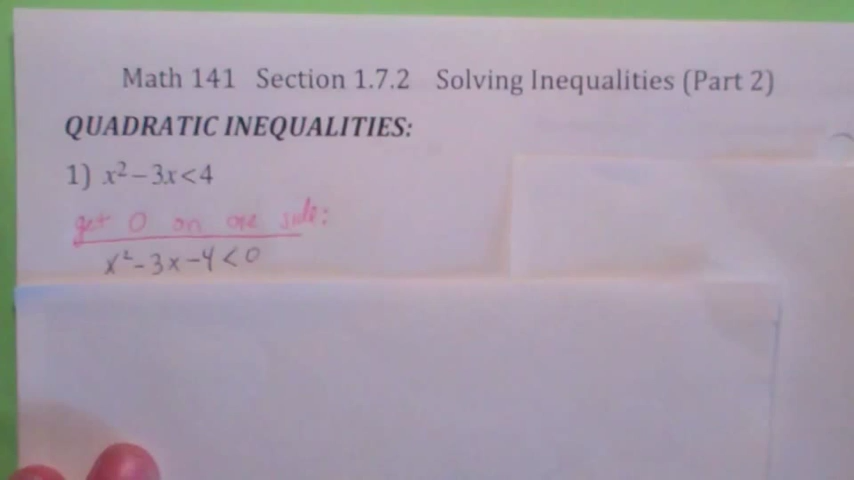 Math 141 Section 1.7.2 Solving Inequalities (Part 2)
QUADRATIC INEQUALITIES:
1) x² – 3x < 4
get 0 on one side:
x² - 3x - 4 < 0